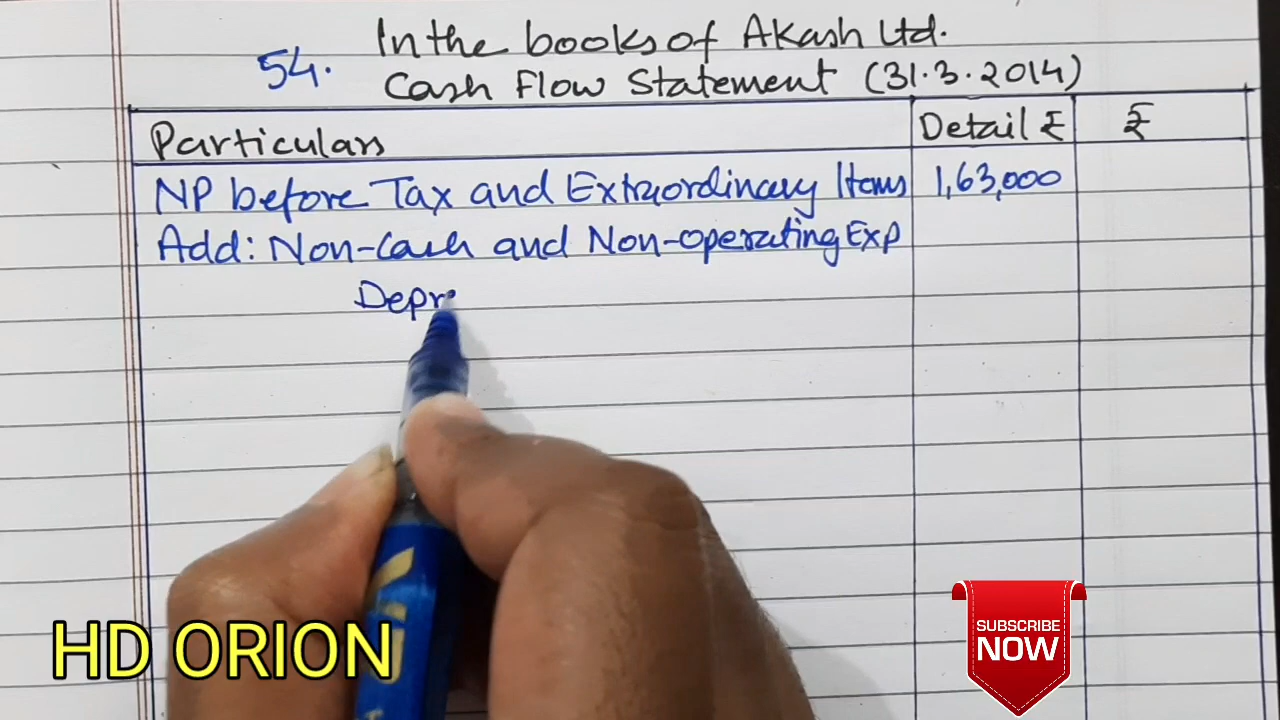 In the books of Akash Ltd.
54. Cash Flow Statement (31.3.2014)
Particulars Detail ₹ ₹
NP before Tax and Extraordinary Items 1,63,000
Add: Non-Cash and Non-operating Exp
Depr
HD ORION
SUBSCRIBE
NOW